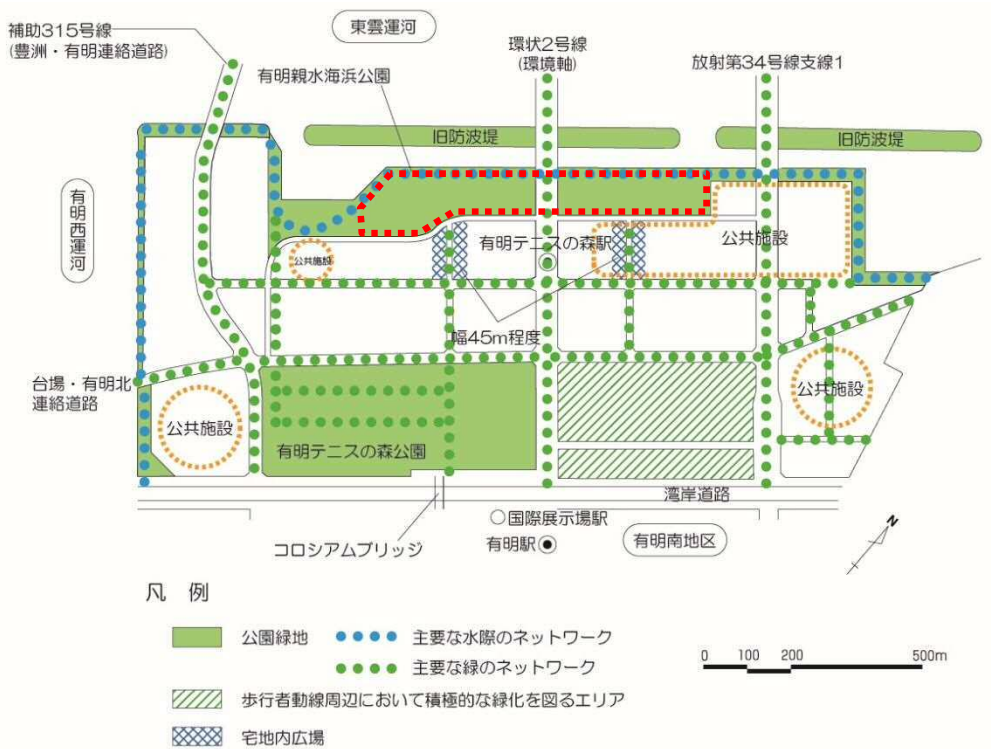 補助315号線
(豊洲・有明連絡道路)
東雲運河
環状2号線
(環境軸)
放射第34号線支線1
有明親水海浜公園
旧防波堤
旧防波堤
有明西運河
公共施設
有明テニスの森駅
公共施設
幅45m程度
台場・有明北
連絡道路
公共施設
公共施設
有明テニスの森公園
湾岸道路
国際展示場駅
コロシアムブリッジ
有明駅
有明南地区
N
凡 例
公園緑地
主要な水際のネットワーク
主要な緑のネットワーク
0 100 200 500m
歩行者動線周辺において積極的な緑化を図るエリア
宅地内広場